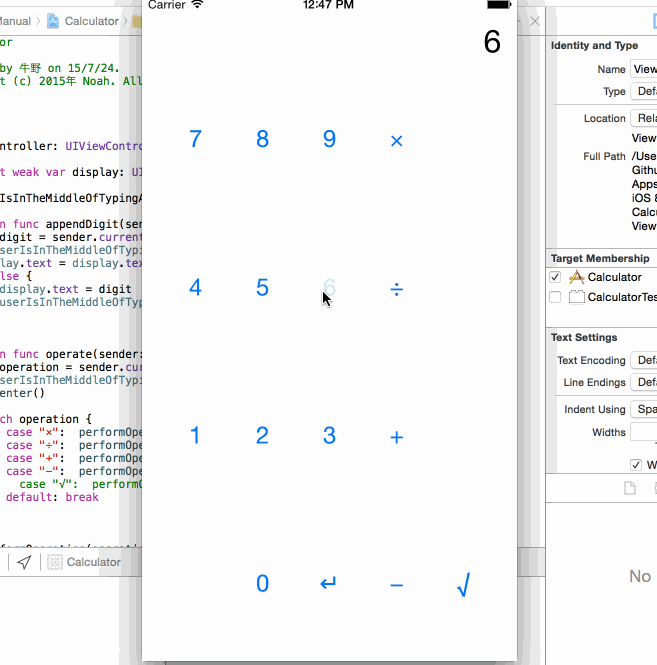 Carrier 12:47 PM
6
7 8 9 ×
4 5 6 ÷
1 2 3 +
0 ↵ − √
Manual 〉 Calculator 〉
or
by 牛野 on 15/7/24.
t (c) 2015年 Noah. All
ntroller: UIViewContr
t weak var display: UI
IsInTheMiddleOfTypingA
n func appendDigit(sen
digit = sender.current
userIsInTheMiddleOfTyp
lay.text = display.tex
else {
display.text = digit
userIsInTheMiddleOfTyp
n func operate(sender:
operation = sender.cur
userIsInTheMiddleOfTypi
enter()
ch operation {
case "×": performOpe
case "÷": performOpe
case "+": performOpe
case "−": performOpe
case "√": performO
default: break
Calculator
Identity and Type
Name View
Type Defa
Location Rela
View
Full Path /User
Githu
Apps
iOS 8
Calcu
View
Target Membership
Calculator
CalculatorTes
Text Settings
Text Encoding Defa
Line Endings Defa
Indent Using Spa
Widths
W
No